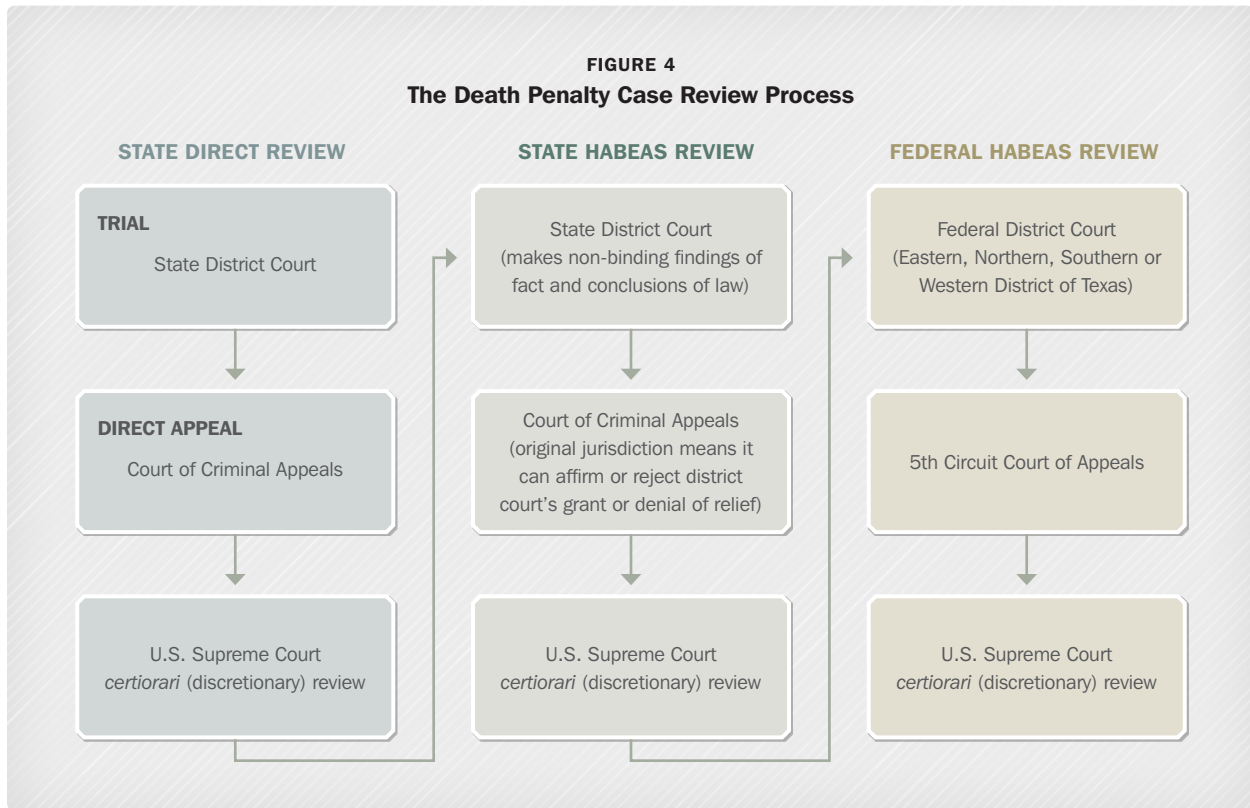 FIGURE 4
The Death Penalty Case Review Process
STATE DIRECT REVIEW
TRIAL
State District Court
DIRECT APPEAL
Court of Criminal Appeals
U.S. Supreme Court
certiorari (discretionary) review
STATE HABEAS REVIEW
State District Court
(makes non-binding findings of
fact and conclusions of law)
Court of Criminal Appeals
(original jurisdiction means it
can affirm or reject district
court's grant or denial of relief)
U.S. Supreme Court
certiorari (discretionary) review
FEDERAL HABEAS REVIEW
Federal District Court
(Eastern, Northern, Southern or
Western District of Texas)
5th Circuit Court of Appeals
U.S. Supreme Court
certiorari (discretionary) review